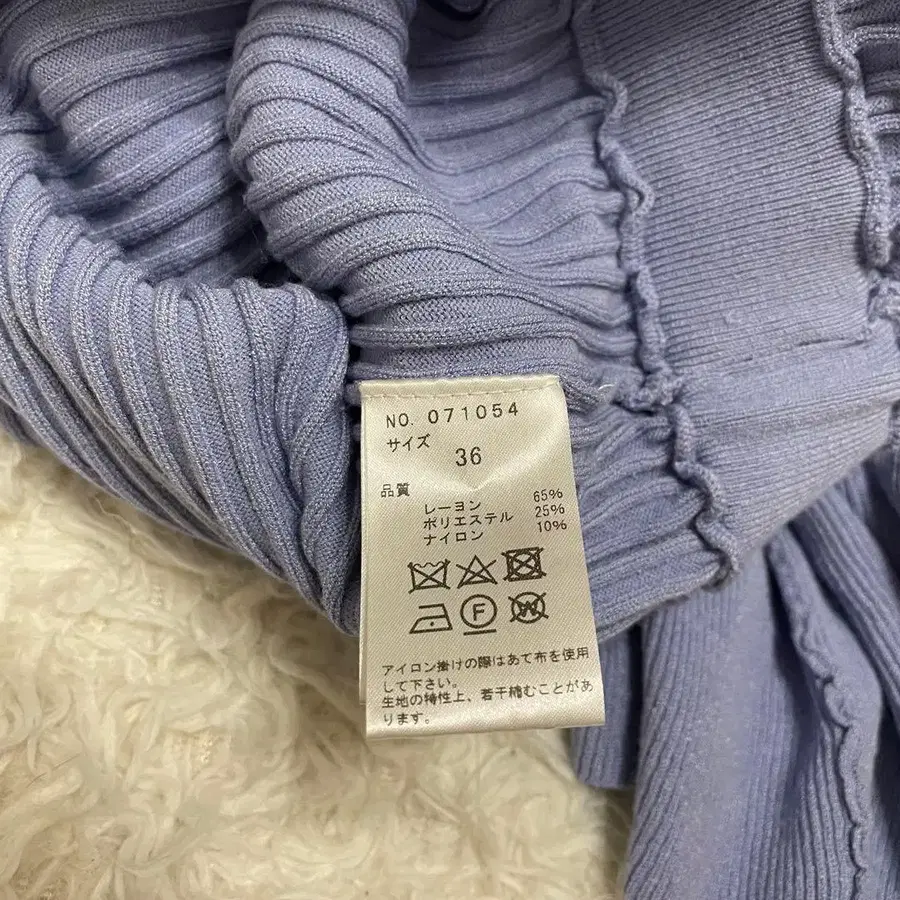 NO. 071054
サイズ
36
品質
レーヨン 65%
ポリエステル 25%
ナイロン 10%
F W
アイロン掛けの際はあて布を使用
して下さい。
生地の特性上、若干縮むことがあ
ります。